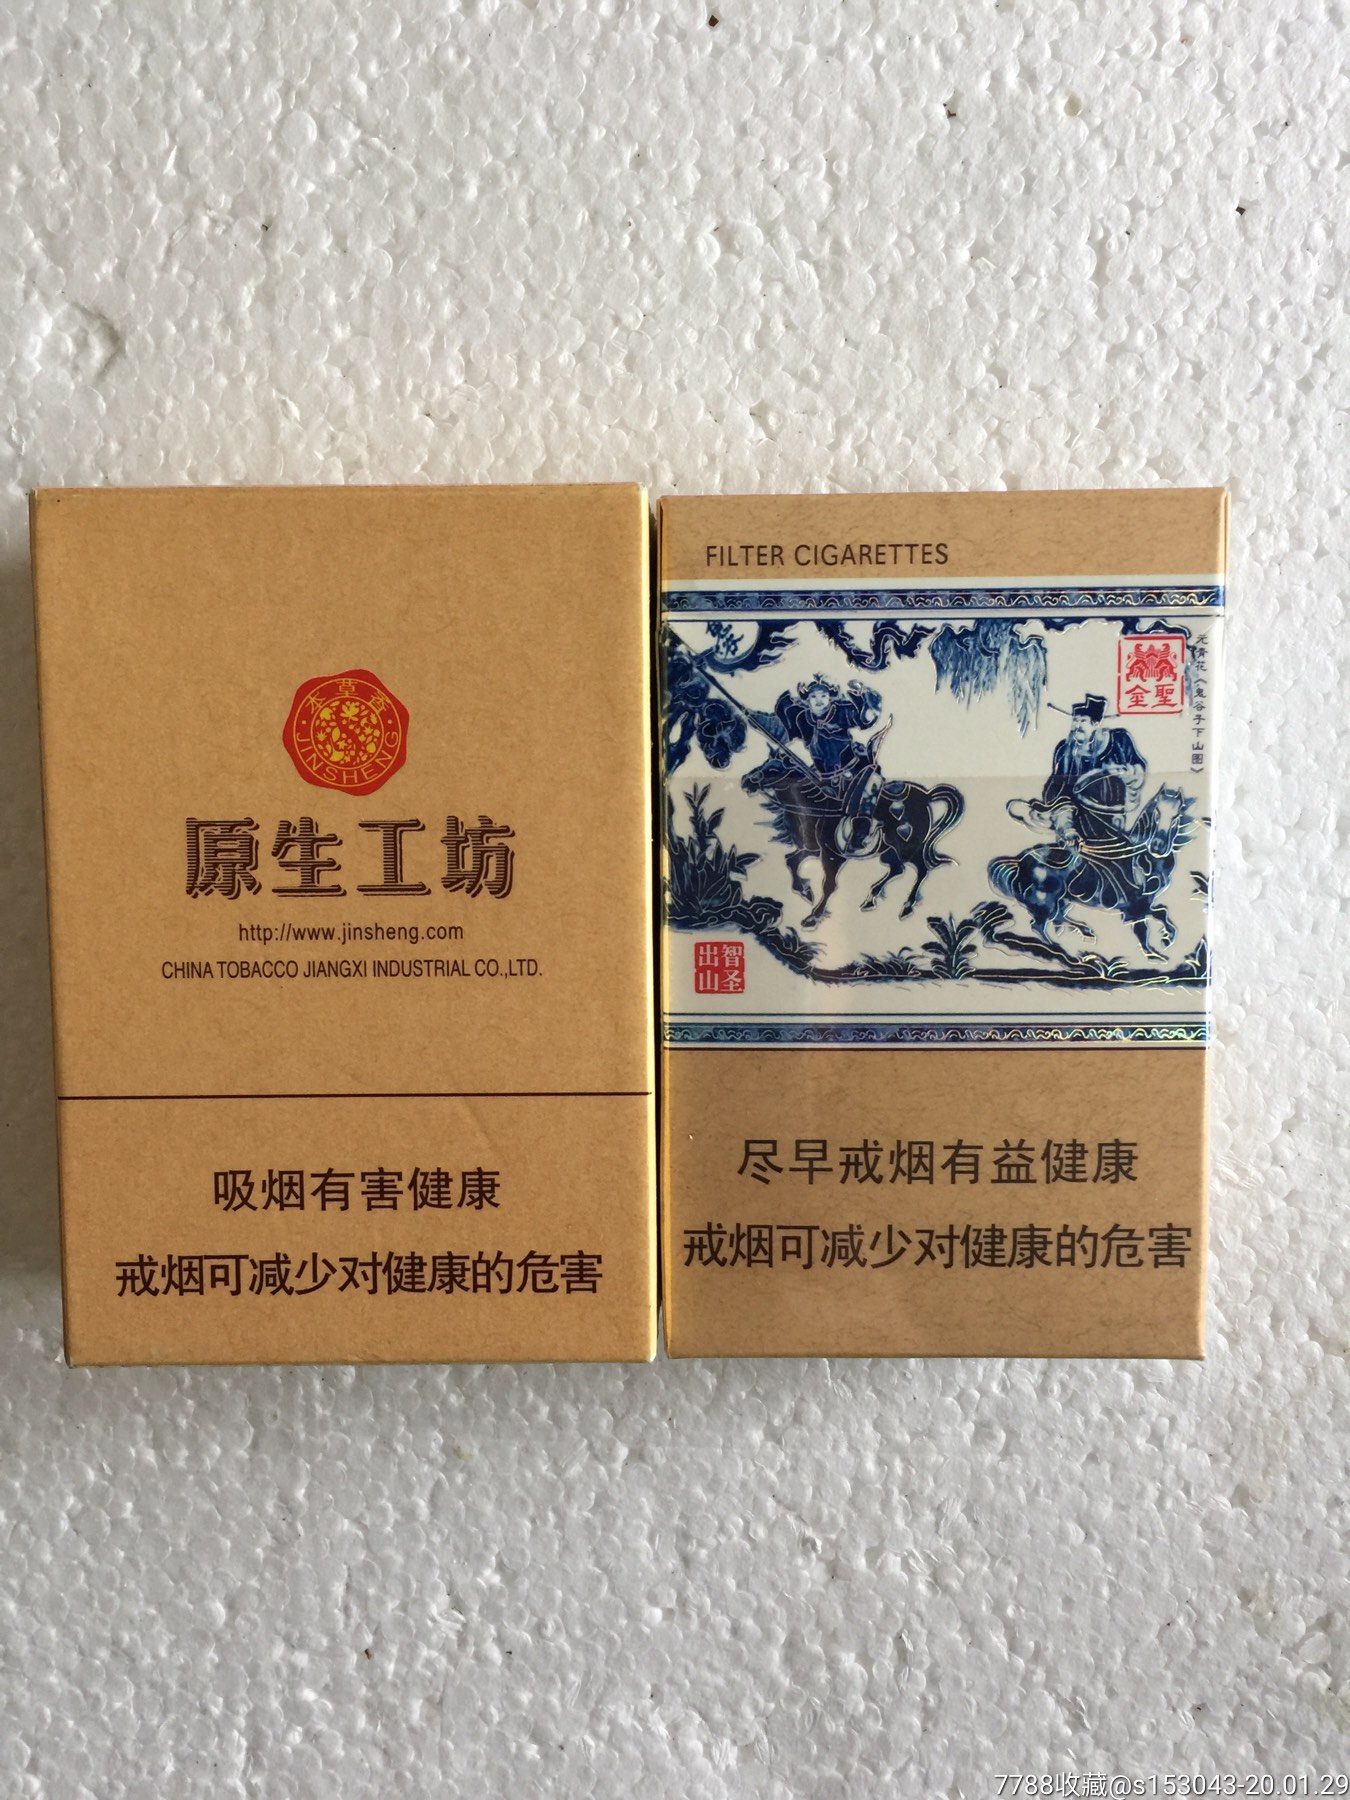 本草香
JINSHENG
原生工坊
http://www.jinsheng.com
CHINA TOBACCO JIANGXI INDUSTRIAL CO.,LTD.
吸烟有害健康
戒烟可减少对健康的危害
FILTER CIGARETTES
金聖
元青花《鬼谷子下山图》
智圣
出山
尽早戒烟有益健康
戒烟可减少对健康的危害
7788收藏@s153043-20.01.29